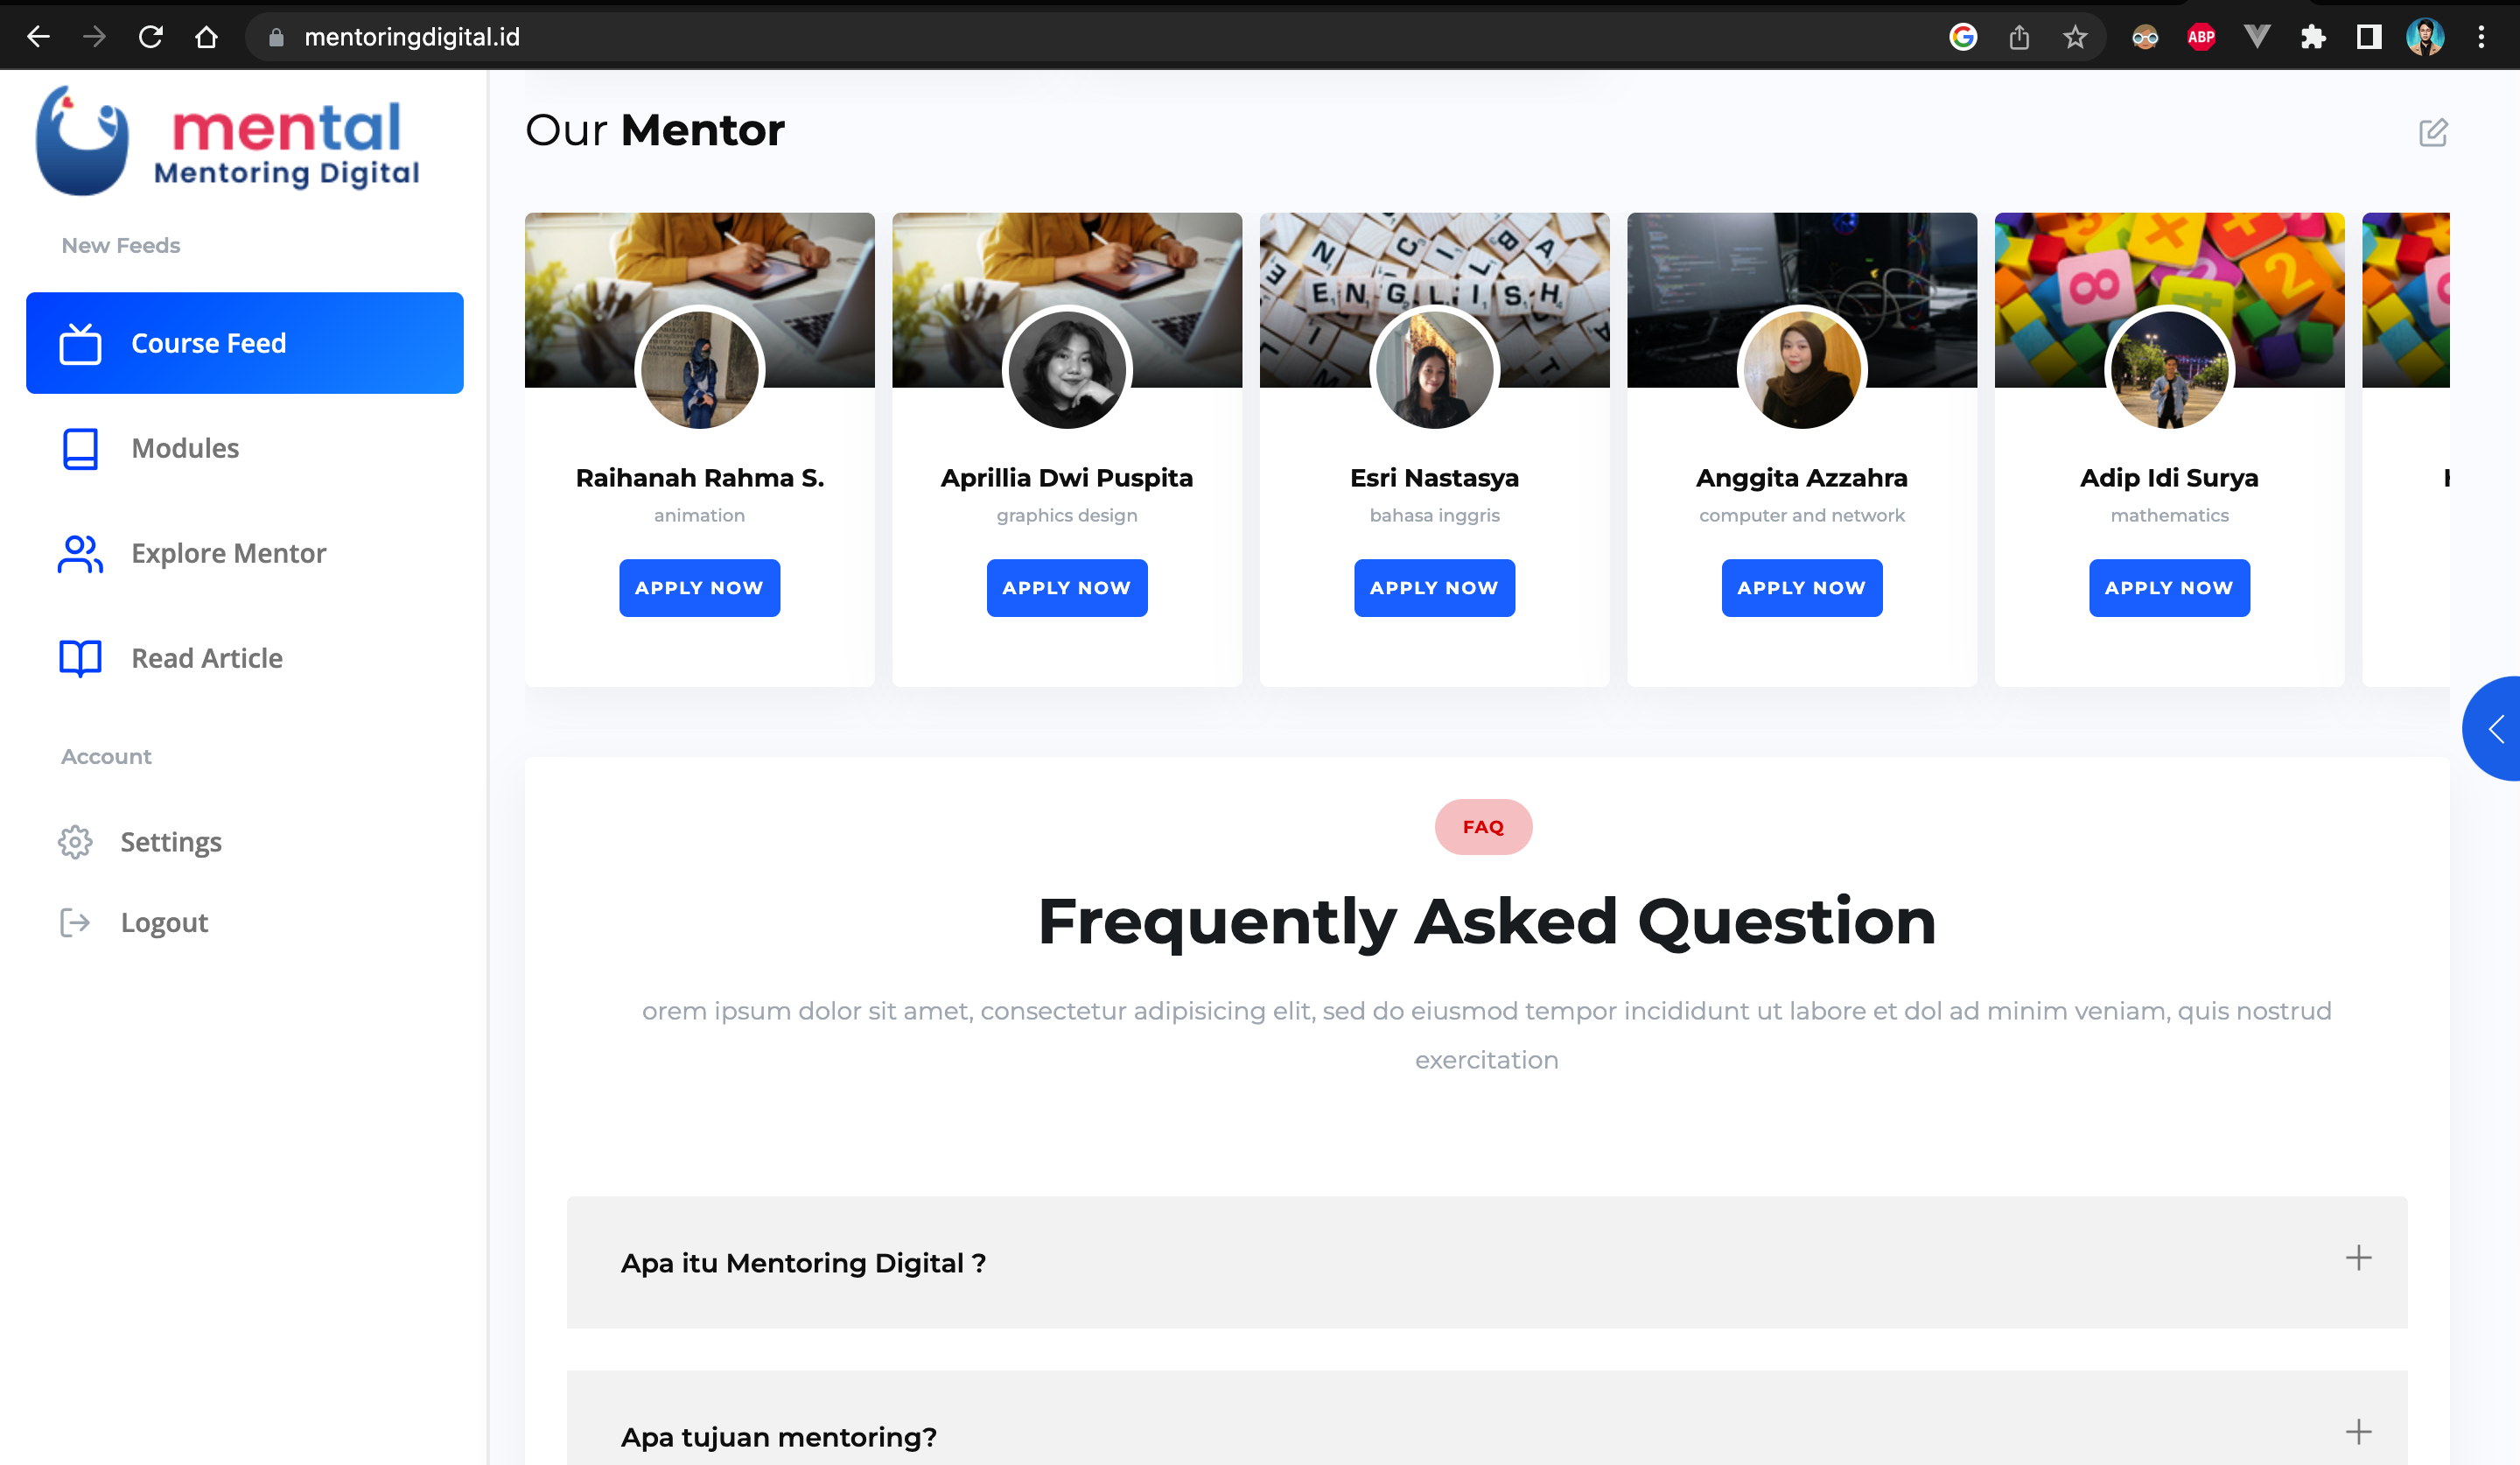 mentoringdigital.id
ABP
mental
Mentoring Digital
New Feeds
Course Feed
Modules
Explore Mentor
Read Article
Account
Settings
Logout
Our Mentor
ENGLISH
Raihanah Rahma S.
animation
APPLY NOW
Aprillia Dwi Puspita
graphics design
APPLY NOW
Esri Nastasya
bahasa inggris
APPLY NOW
Anggita Azzahra
computer and network
APPLY NOW
Adip Idi Surya
mathematics
APPLY NOW
FAQ
Frequently Asked Question
orem ipsum dolor sit amet, consectetur adipisicing elit, sed do eiusmod tempor incididunt ut labore et dol ad minim veniam, quis nostrud
exercitation
Apa itu Mentoring Digital ?
Apa tujuan mentoring?